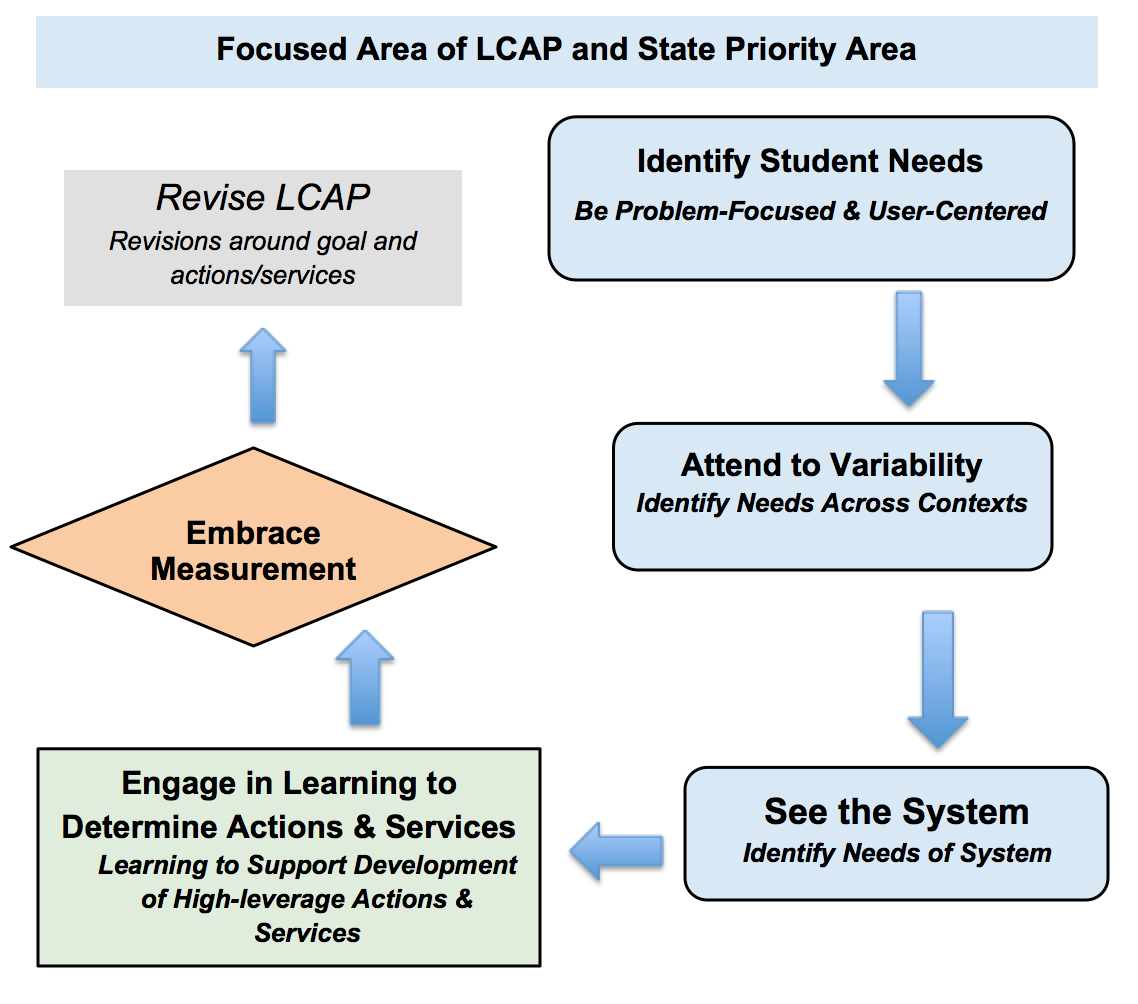 Focused Area of LCAP and State Priority Area
Identify Student Needs
Be Problem-Focused & User-Centered
Attend to Variability
Identify Needs Across Contexts
See the System
Identify Needs of System
Engage in Learning to
Determine Actions & Services
Learning to Support Development
of High-leverage Actions &
Services
Embrace
Measurement
Revise LCAP
Revisions around goal and
actions/services